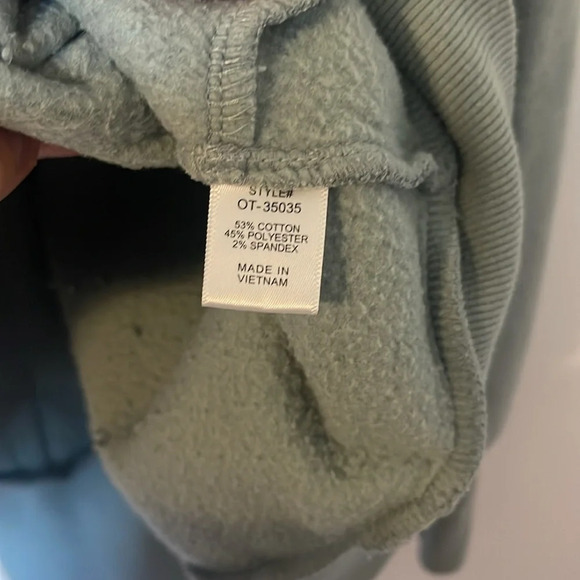 STYLE#
OT-35035
53% COTTON
45% POLYESTER
2% SPANDEX
MADE IN
VIETNAM